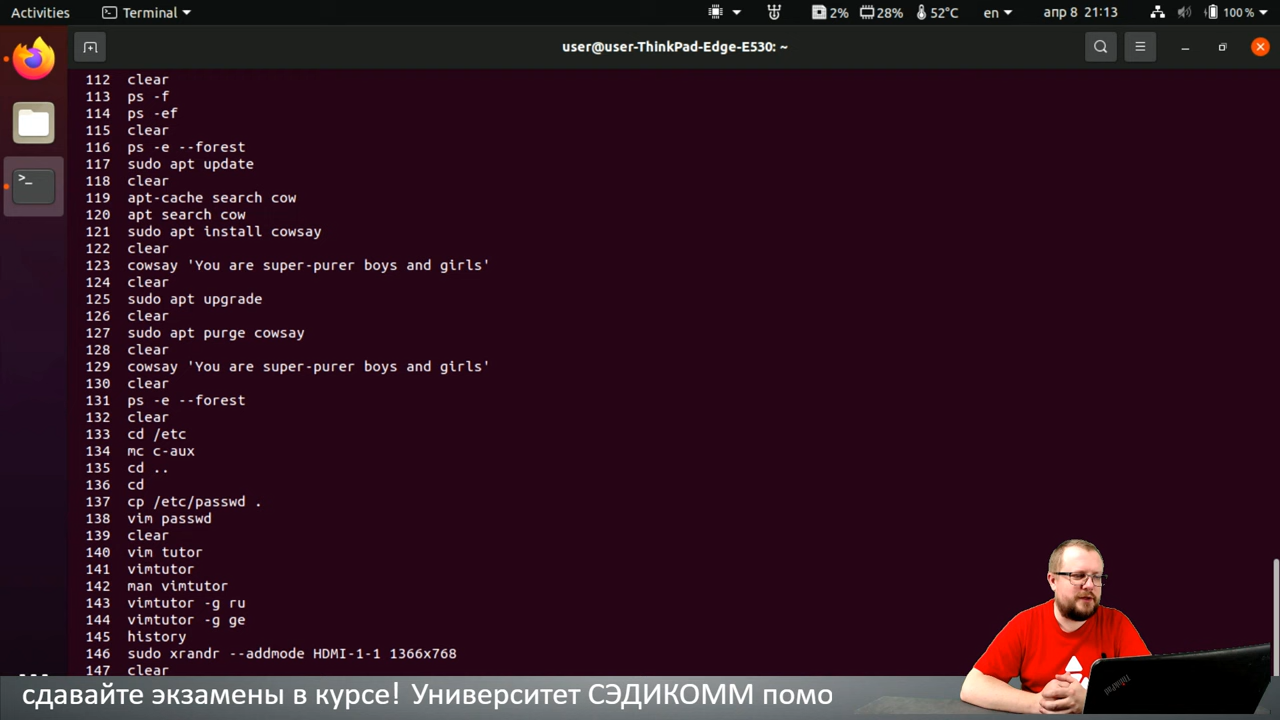 Activities
Terminal
2%
28%
52°C
en
апр 8 21:13
100 %
user@user-ThinkPad-Edge-E530: ~
112 clear
113 ps -f
114 ps -ef
115 clear
116 ps -e --forest
117 sudo apt update
118 clear
119 apt-cache search cow
120 apt search cow
121 sudo apt install cowsay
122 clear
123 cowsay 'You are super-purer boys and girls'
124 clear
125 sudo apt upgrade
126 clear
127 sudo apt purge cowsay
128 clear
129 cowsay 'You are super-purer boys and girls'
130 clear
131 ps -e --forest
132 clear
133 cd /etc
134 mc c-aux
135 cd ..
136 cd
137 cp /etc/passwd .
138 vim passwd
139 clear
140 vim tutor
141 vimtutor
142 man vimtutor
143 vimtutor -g ru
144 vimtutor -g ge
145 history
146 sudo xrandr --addmode HDMI-1-1 1366x768
147 clear
ThinkPad
сдавайте экзамены в курсе! Университет СЭДИКОММ помо